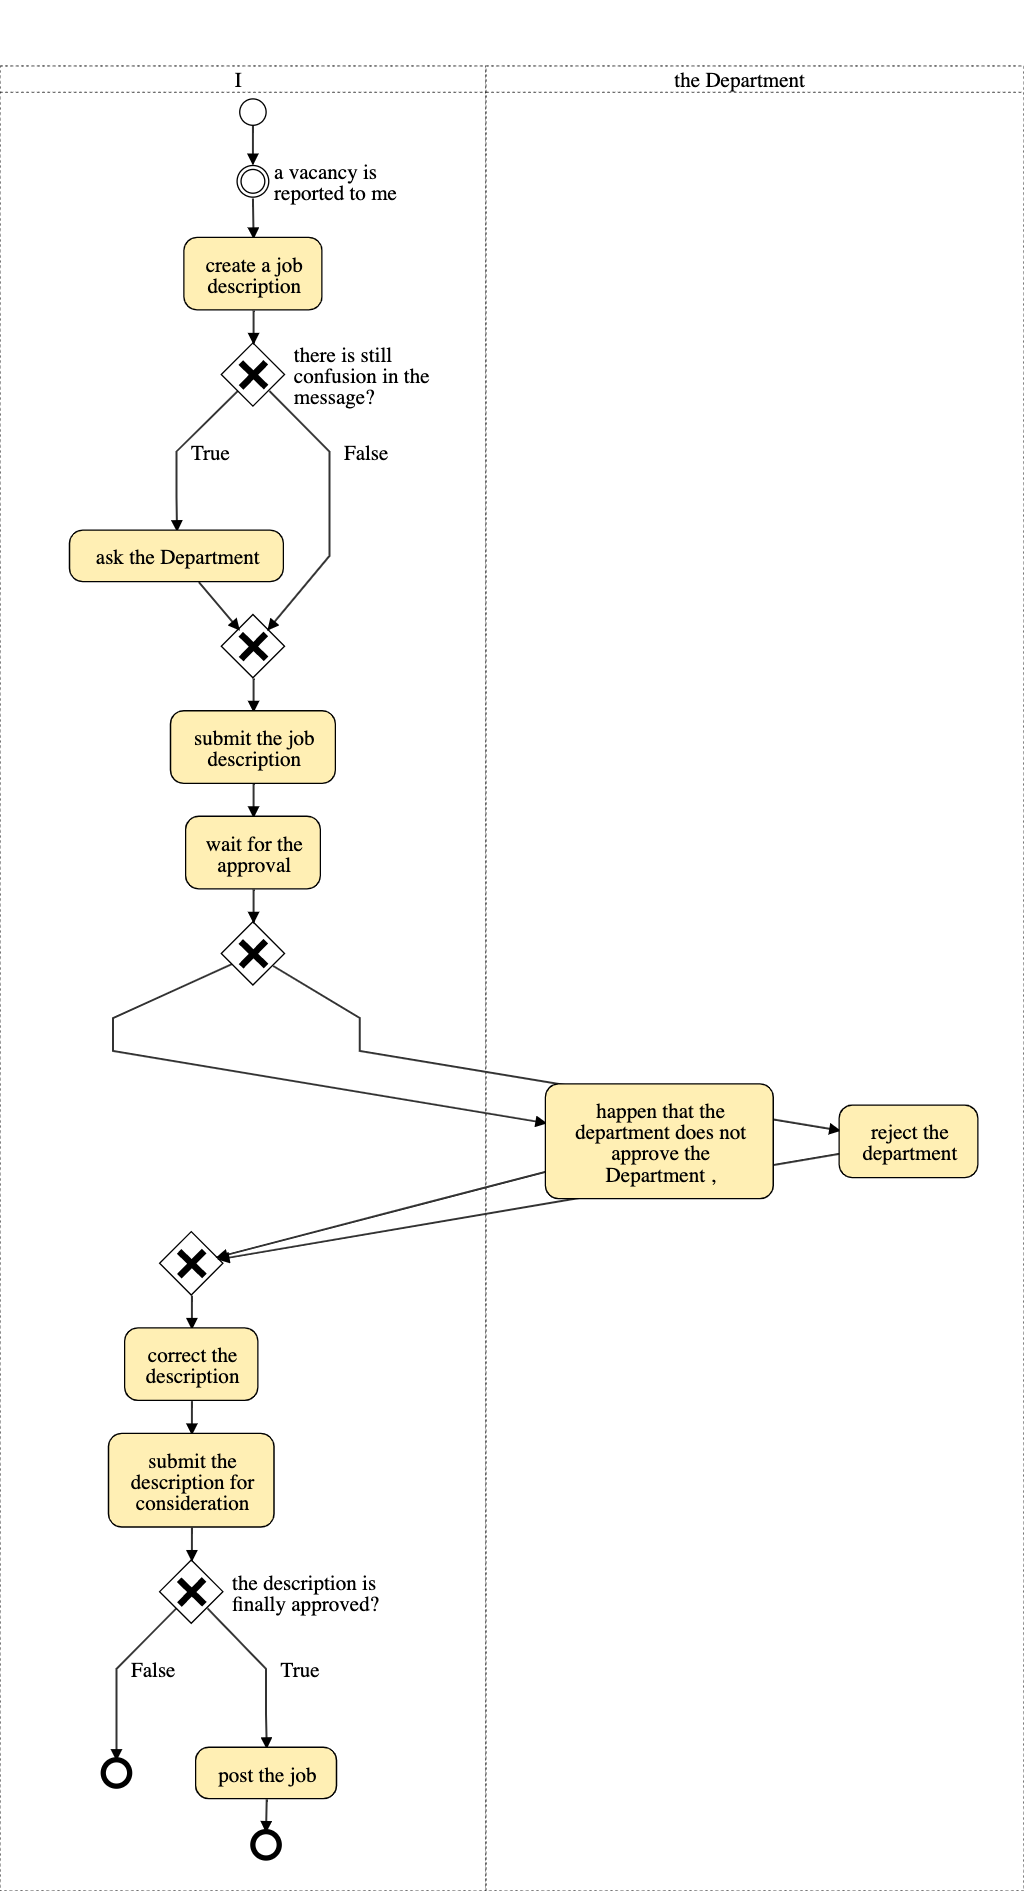 I
the Department
a vacancy is
reported to me
create a job
description
there is still
confusion in the
message?
True
False
ask the Department
submit the job
description
wait for the
approval
happen that the
department does not
approve the
Department ,
reject the
department
correct the
description
submit the
description for
consideration
the description is
finally approved?
False
True
post the job